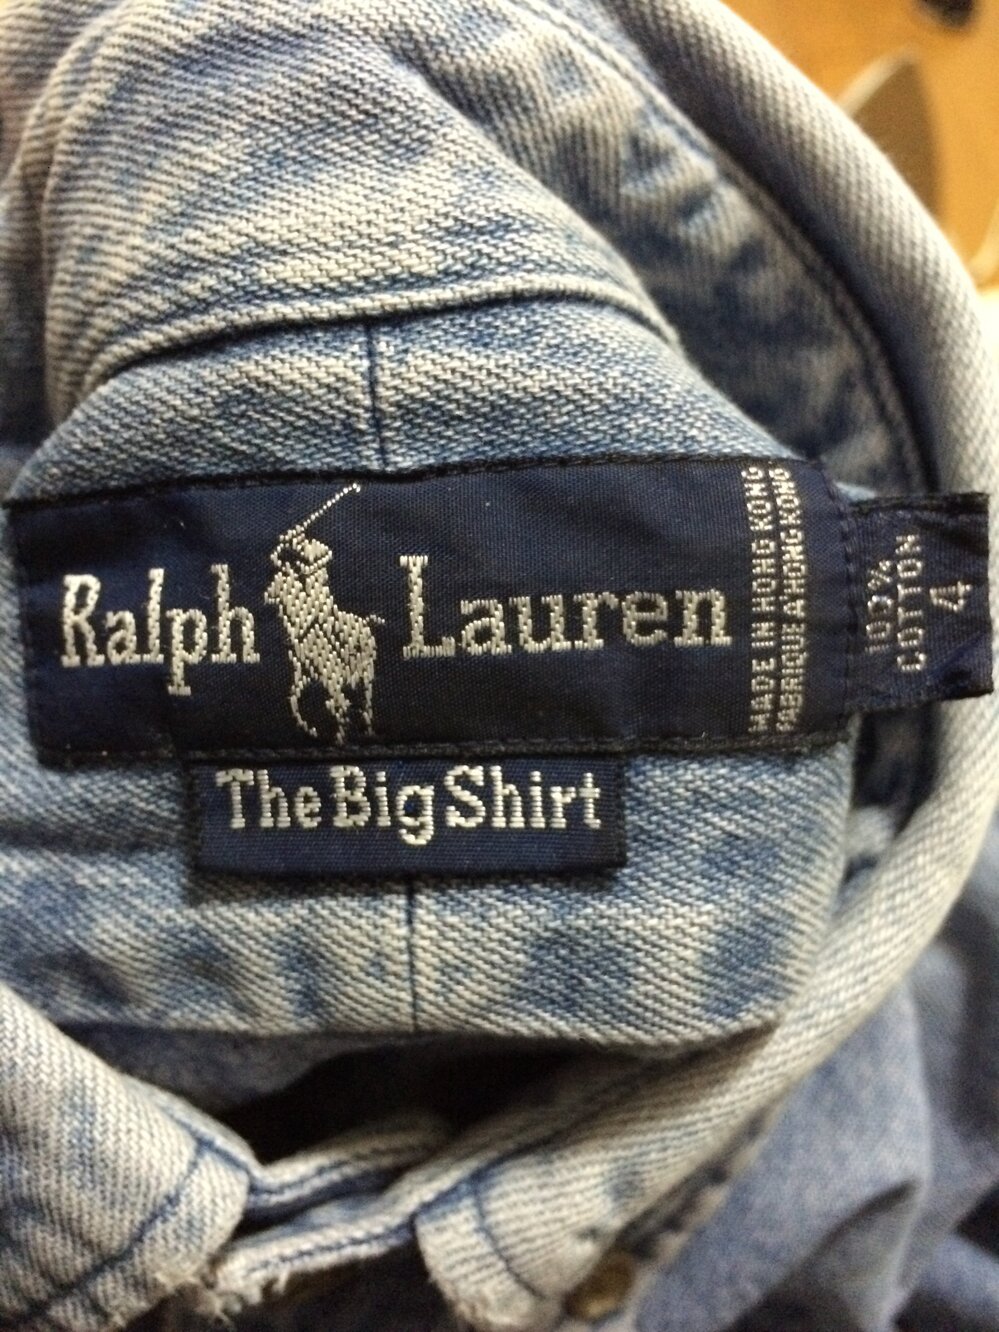 Ralph Lauren
MADE IN HONG KONG
FABRIQUE A HONG KONG
100%
COTTON
4
The Big Shirt